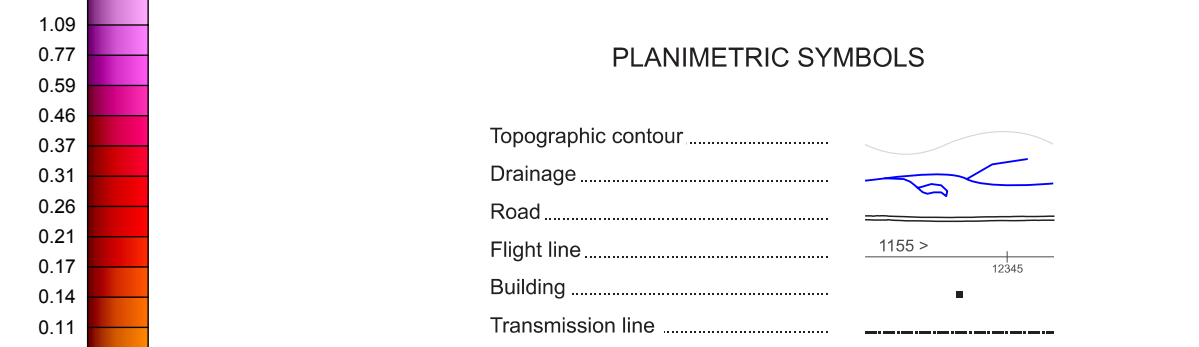 1.09
0.77
0.59
0.46
0.37
0.31
0.26
0.21
0.17
0.14
0.11
PLANIMETRIC SYMBOLS
Topographic contour
Drainage
Road
Flight line
1155 >
12345
Building
Transmission line